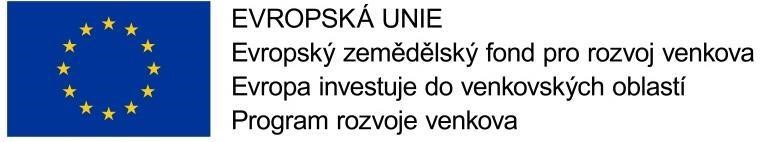 EVROPSKÁ UNIE
Evropský zemědělský fond pro rozvoj venkova
Evropa investuje do venkovských oblastí
Program rozvoje venkova